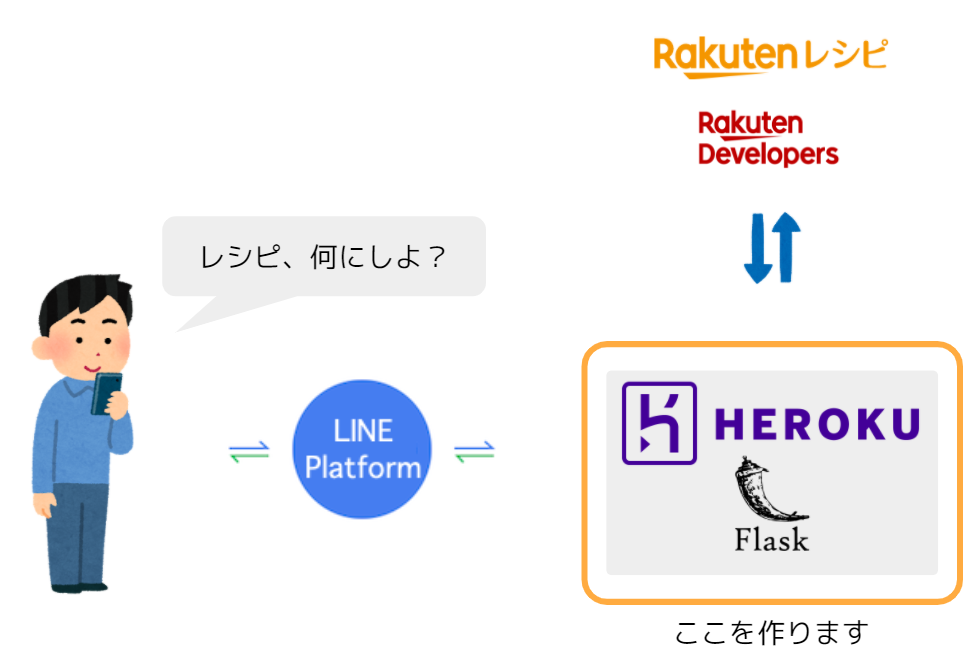 Rakuten レシピ
Rakuten
Developers
レシピ、何にしよ？
LINE
Platform
HEROKU
Flask
ここを作ります